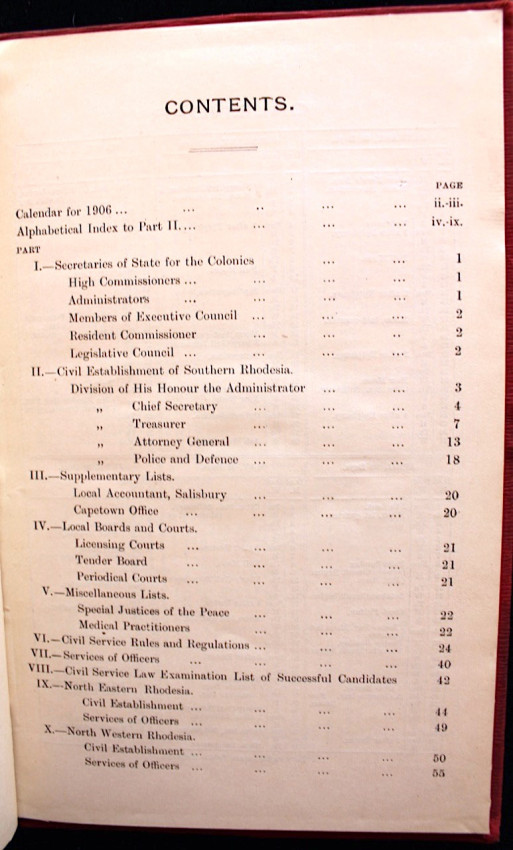 CONTENTS.
PAGE
Calendar for 1906 ... ... .. ... ... ii.-iii.
Alphabetical Index to Part II.... ... ... ... iv.-ix.
PART
I.—Secretaries of State for the Colonies ... ... 1
High Commissioners ... ... ... ... 1
Administrators ... ... ... ... 1
Members of Executive Council ... ... ... 2
Resident Commissioner ... ... .. 2
Legislative Council ... ... ... ... 2
II.—Civil Establishment of Southern Rhodesia.
Division of His Honour the Administrator ... ... 3
„ Chief Secretary ... ... ... 4
„ Treasurer ... ... ... 7
„ Attorney General ... ... ... 13
„ Police and Defence ... ... ... 18
III.—Supplementary Lists.
Local Accountant, Salisbury ... ... ... 20
Capetown Office ... ... ... ... 20
IV.—Local Boards and Courts.
Licensing Courts ... ... ... ... 21
Tender Board ... ... ... ... 21
Periodical Courts ... ... ... ... 21
V.—Miscellaneous Lists.
Special Justices of the Peace ... ... ... 22
Medical Practitioners ... ... ... 22
VI.—Civil Service Rules and Regulations ... ... ... 24
VII.—Services of Officers ... ... ... ... 40
VIII.—Civil Service Law Examination List of Successful Candidates 42
IX.—North Eastern Rhodesia.
Civil Establishment ... ... ... ... 44
Services of Officers ... ... ... ... 49
X.—North Western Rhodesia.
Civil Establishment ... ... ... ... 50
Services of Officers ... ... ... ... 55